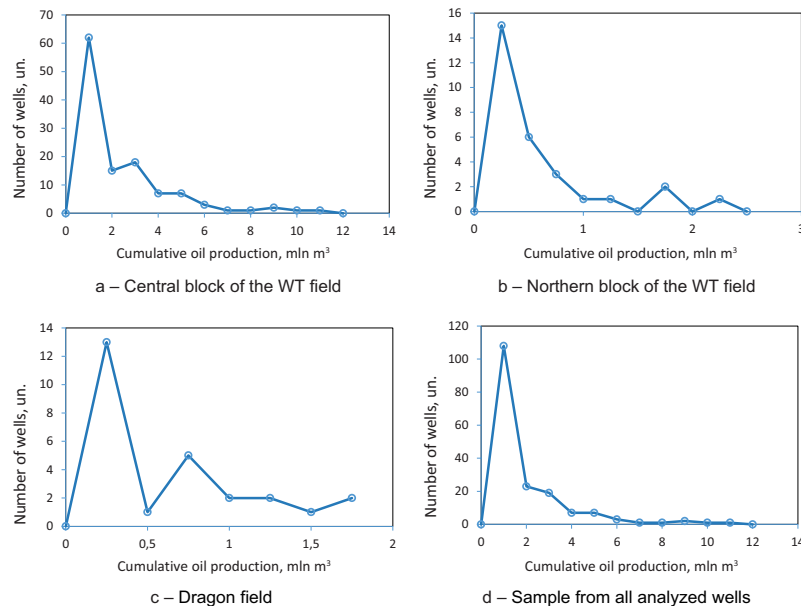 70
60
50
40
30
20
10
0
0 2 4 6 8 10 12 14
Number of wells, un.
Cumulative oil production, mln m³
a – Central block of the WT field
16
14
12
10
8
6
4
2
0
0 1 2 3
Number of wells, un.
Cumulative oil production, mln m³
b – Northern block of the WT field
14
12
10
8
6
4
2
0
0 0,5 1 1,5 2
Number of wells, un.
Cumulative oil production, mln m³
c – Dragon field
120
100
80
60
40
20
0
0 2 4 6 8 10 12 14
Number of wells, un.
Cumulative oil production, mln m³
d – Sample from all analyzed wells